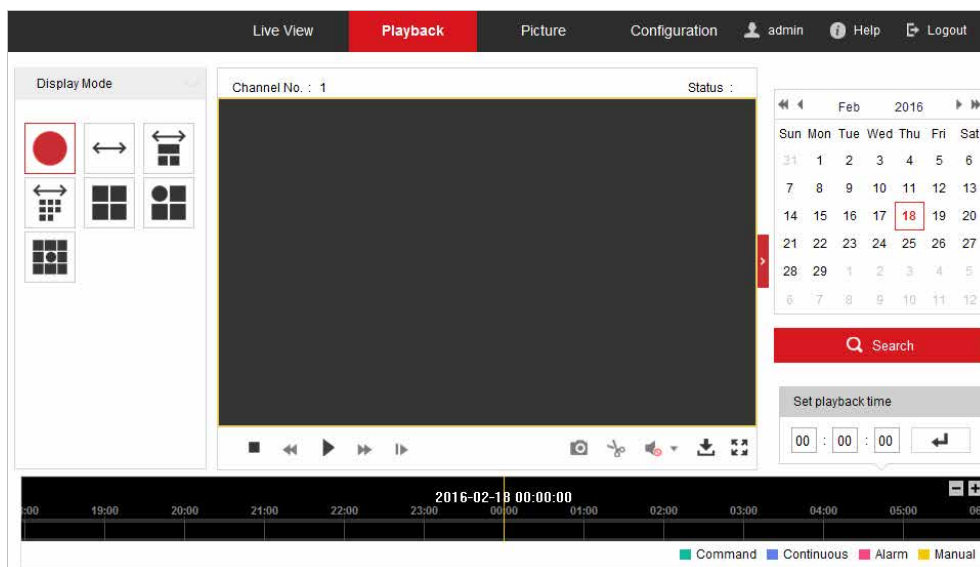 Live View Playback Picture Configuration admin Help Logout
Display Mode
Channel No. : 1 Status :
Feb 2016
Sun Mon Tue Wed Thu Fri Sat
31 1 2 3 4 5 6
7 8 9 10 11 12 13
14 15 16 17 18 19 20
21 22 23 24 25 26 27
28 29 1 2 3 4 5
6 7 8 9 10 11 12
Search
Set playback time
00 : 00 : 00
2016-02-18 00:00:00
:00 19:00 20:00 21:00 22:00 23:00 00:00 01:00 02:00 03:00 04:00 05:00 06
Command Continuous Alarm Manual